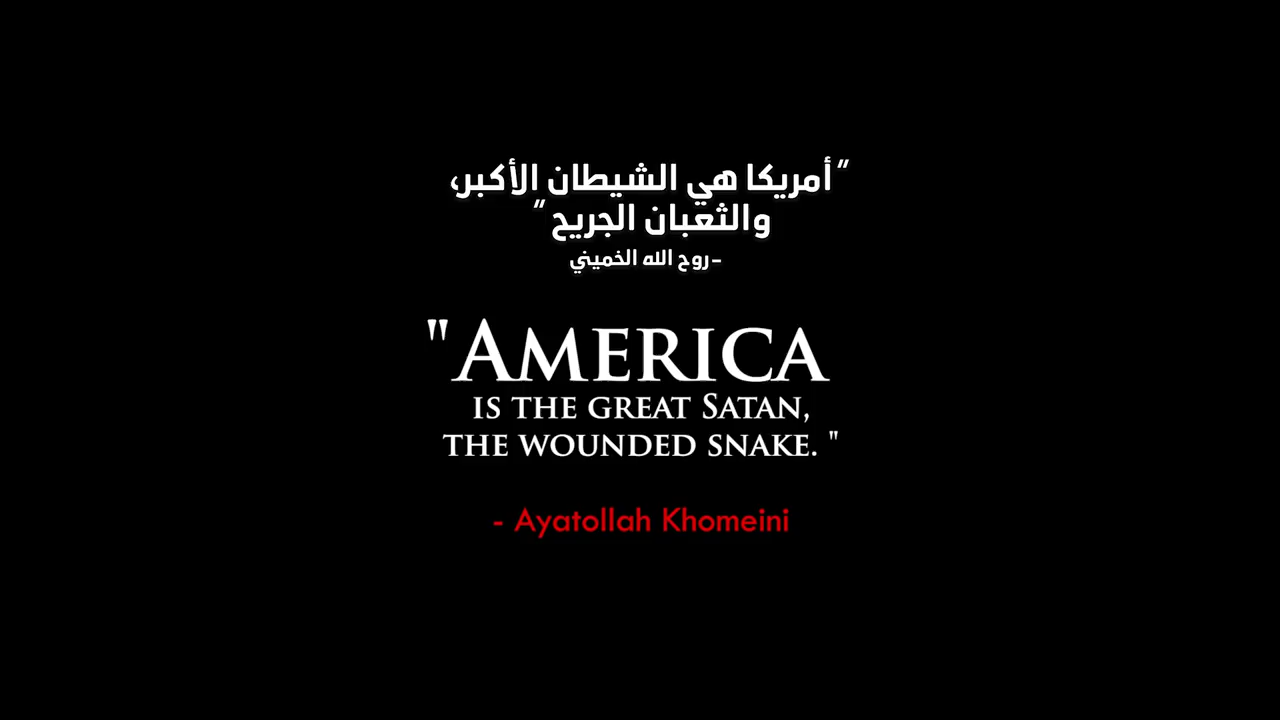 "أمريكا هي الشيطان الأكبر،
والثعبان الجريح"
-روح الله الخميني
"AMERICA
IS THE GREAT SATAN,
THE WOUNDED SNAKE. "
- Ayatollah Khomeini